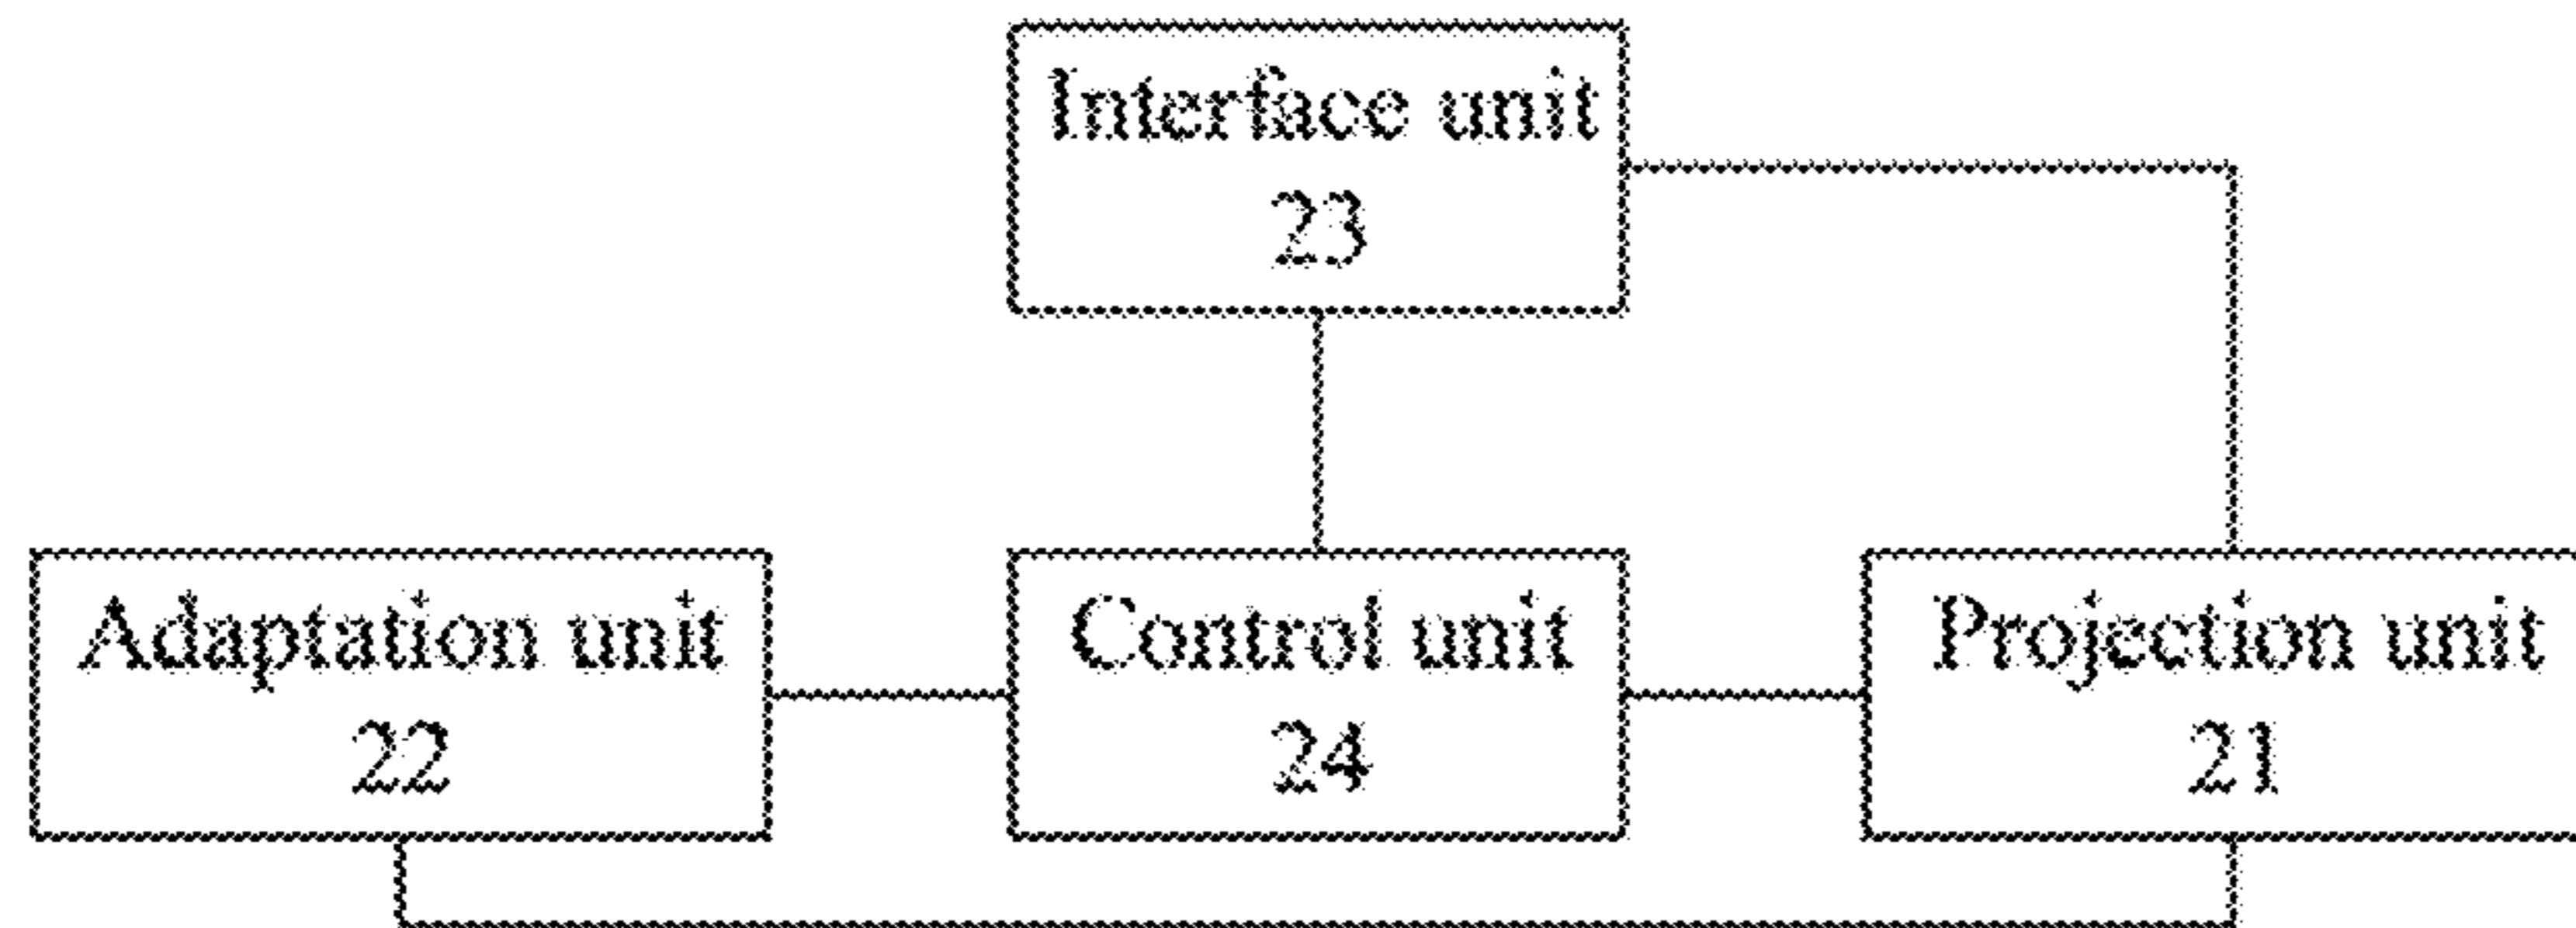 Interface unit
23
Adaptation unit
22
Control unit
24
Projection unit
21